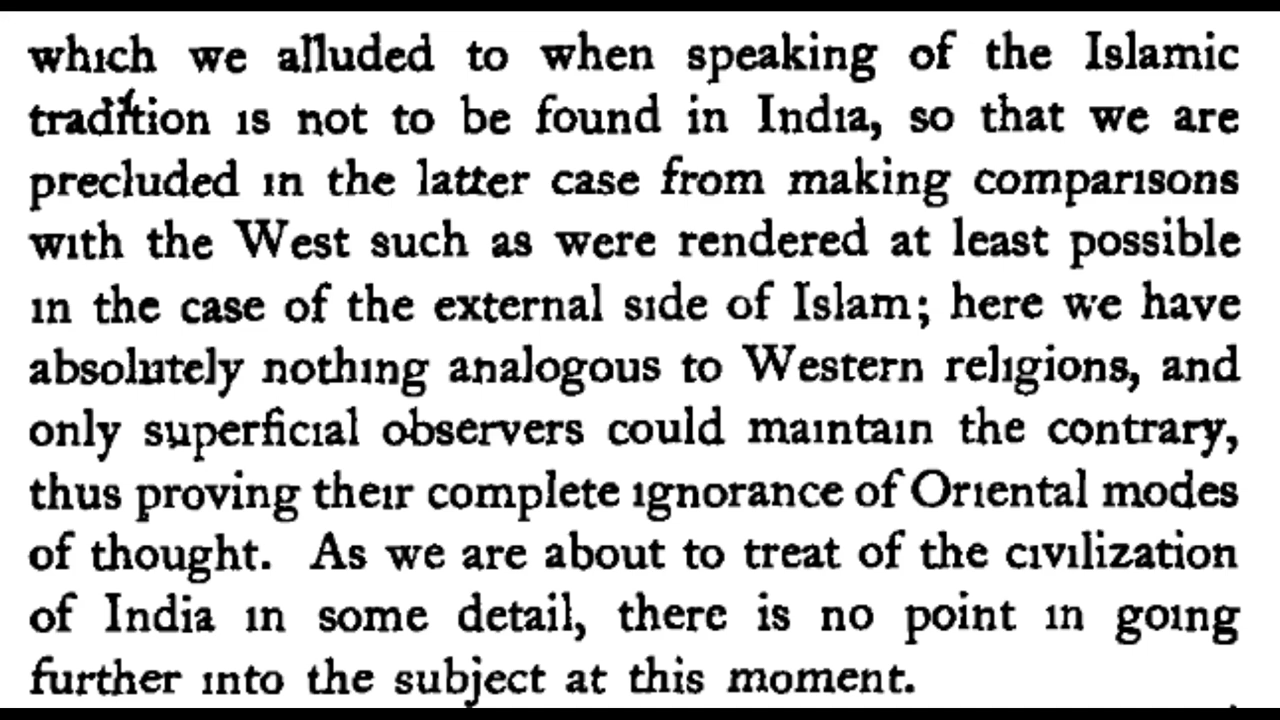 which we alluded to when speaking of the Islamic
tradition is not to be found in India, so that we are
precluded in the latter case from making comparisons
with the West such as were rendered at least possible
in the case of the external side of Islam; here we have
absolutely nothing analogous to Western religions, and
only superficial observers could maintain the contrary,
thus proving their complete ignorance of Oriental modes
of thought. As we are about to treat of the civilization
of India in some detail, there is no point in going
further into the subject at this moment.